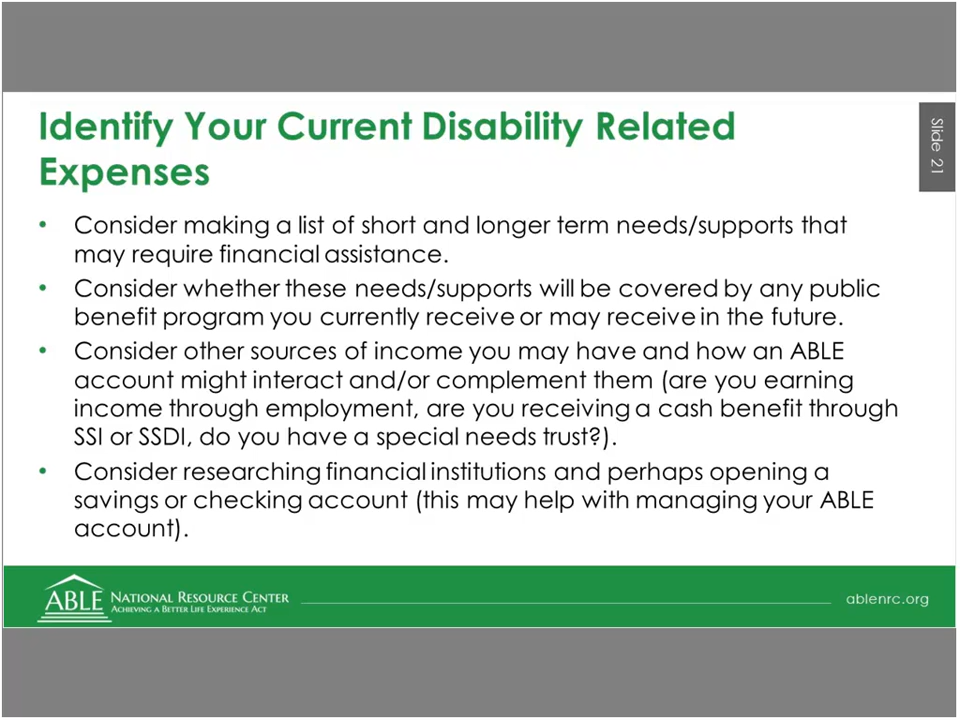 Identify Your Current Disability Related
Expenses
Slide 21
• Consider making a list of short and longer term needs/supports that
may require financial assistance.
• Consider whether these needs/supports will be covered by any public
benefit program you currently receive or may receive in the future.
• Consider other sources of income you may have and how an ABLE
account might interact and/or complement them (are you earning
income through employment, are you receiving a cash benefit through
SSI or SSDI, do you have a special needs trust?).
• Consider researching financial institutions and perhaps opening a
savings or checking account (this may help with managing your ABLE
account).
ABLE NATIONAL RESOURCE CENTER
ACHIEVING A BETTER LIFE EXPERIENCE ACT
ablenrc.org